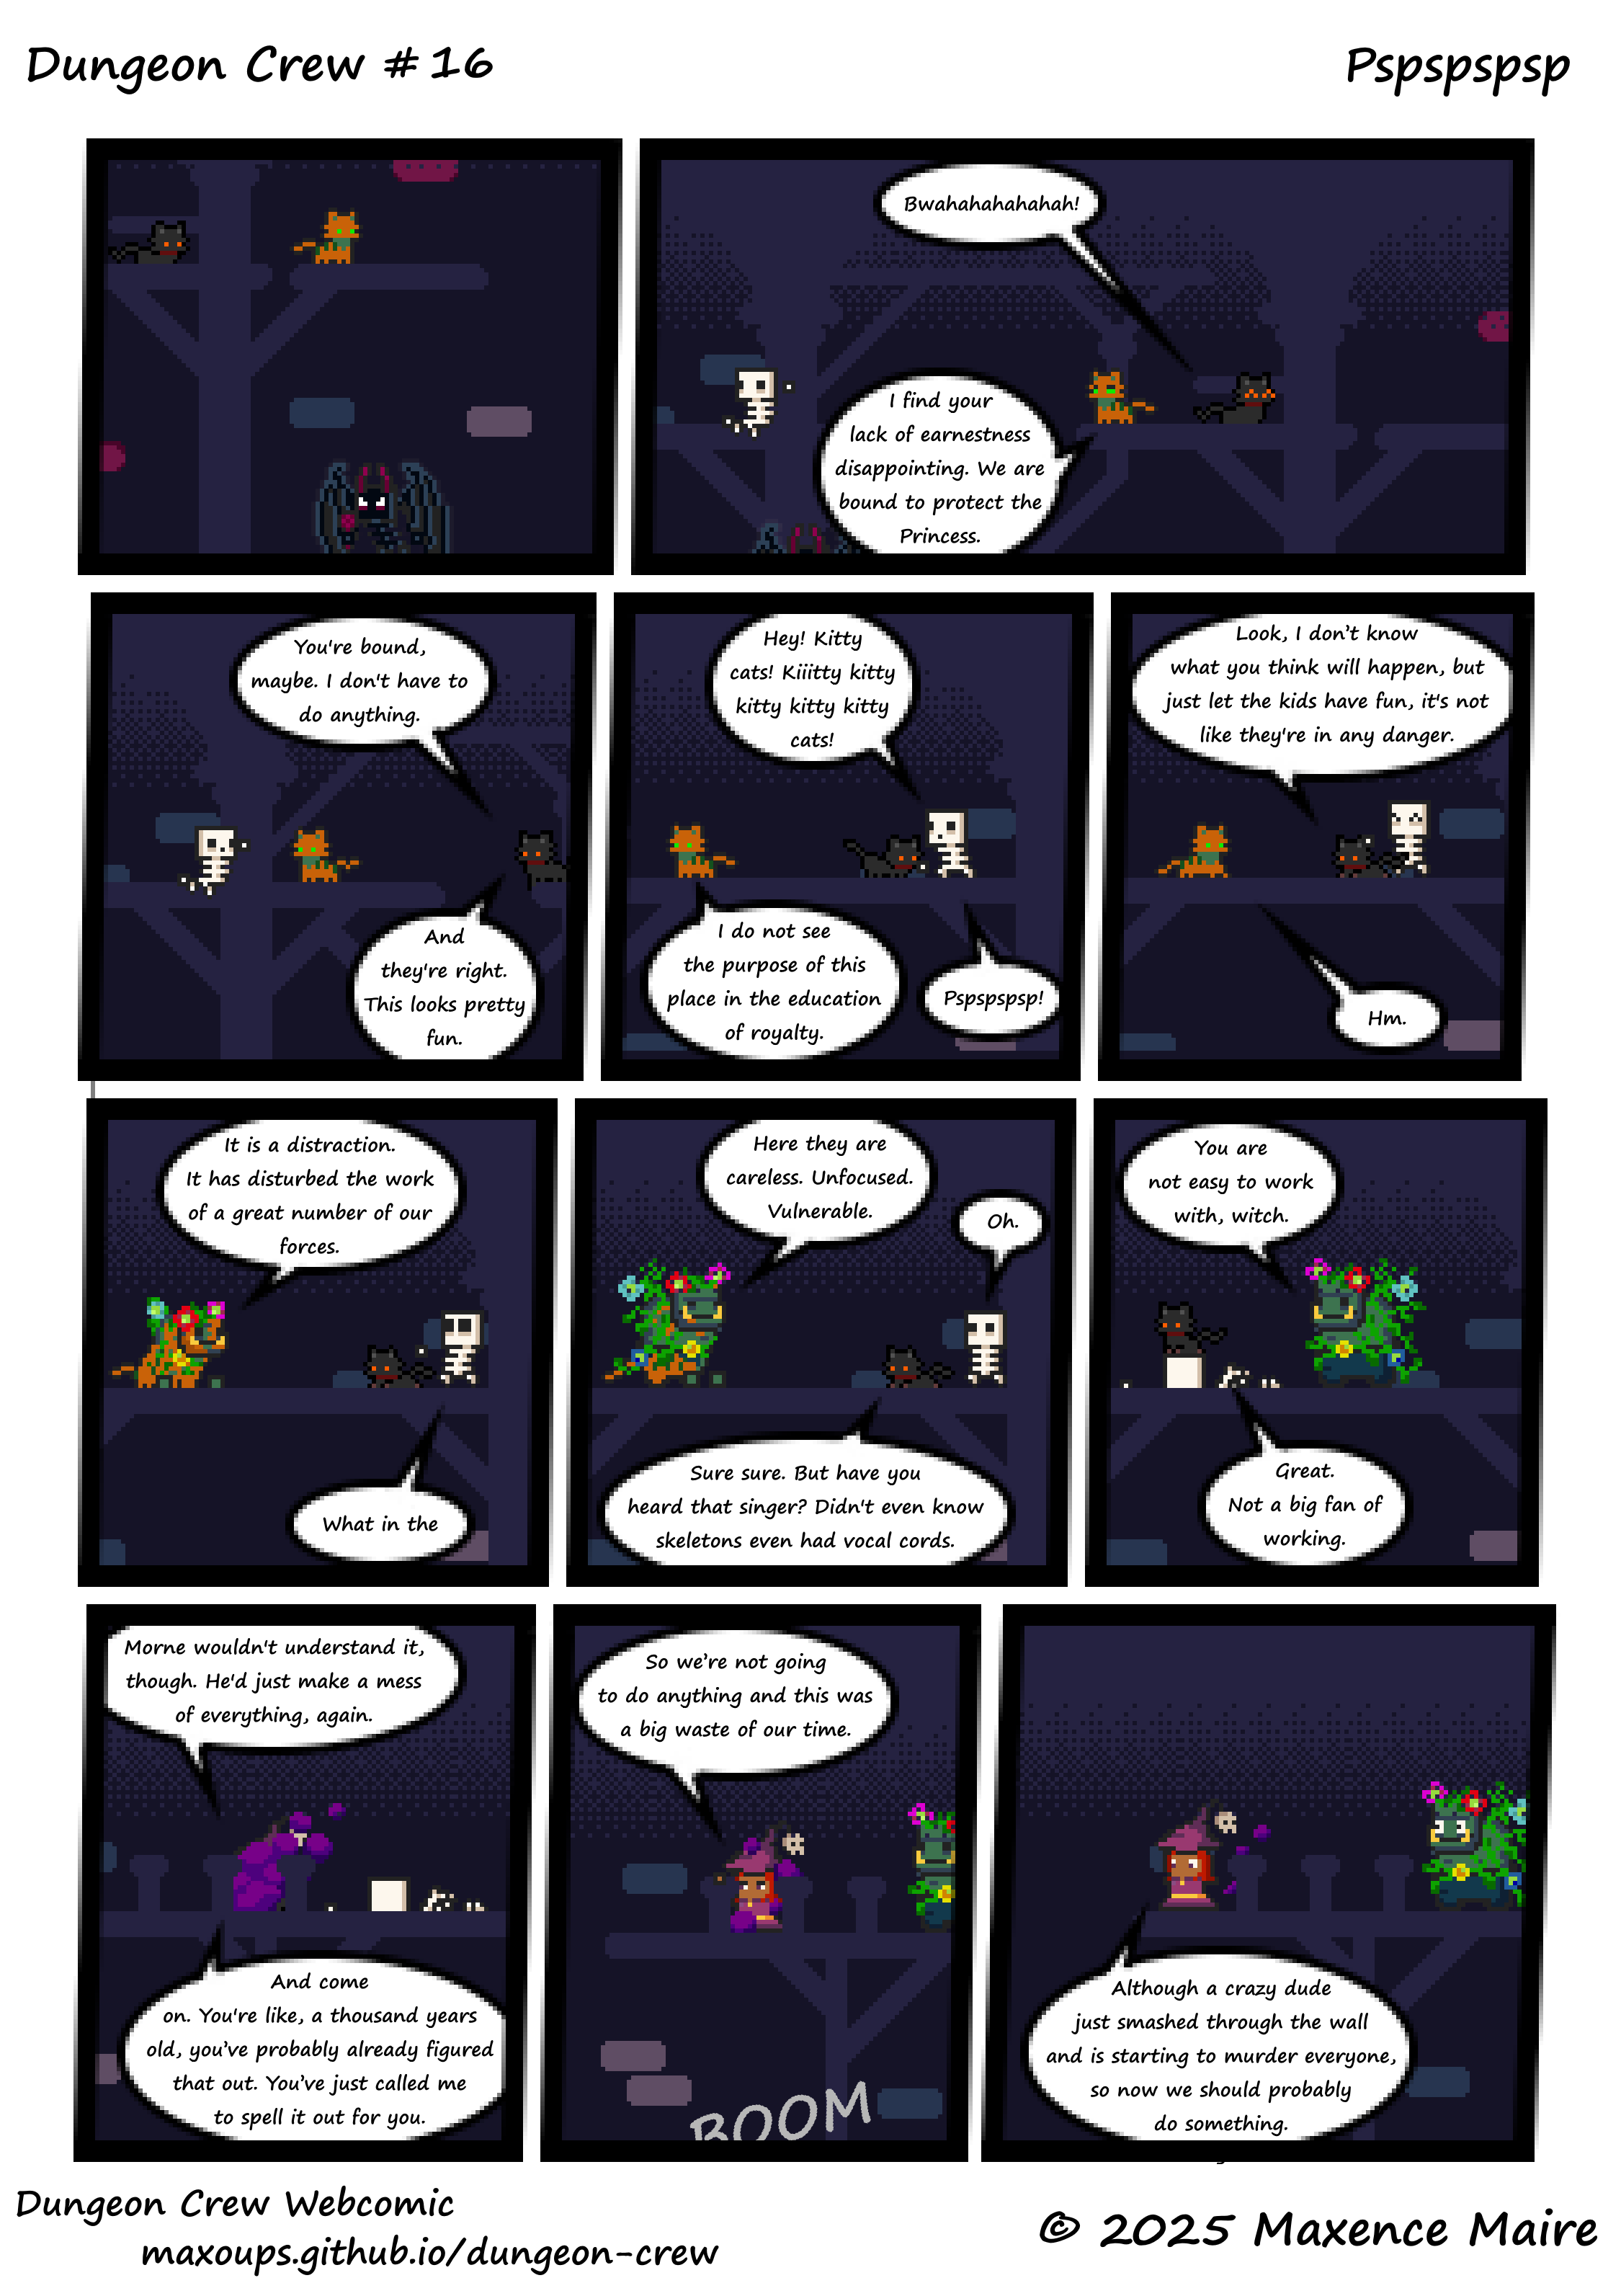 Dungeon Crew #16
Pspspspsp
Bwahahahahahah!
I find your
lack of earnestness
disappointing. We are
bound to protect the
Princess.
You're bound,
maybe. I don't have to
do anything.
And
they're right.
This looks pretty
fun.
Hey! Kitty
cats! Kiiitty kitty
kitty kitty kitty
cats!
I do not see
the purpose of this
place in the education
of royalty.
Pspspspsp!
Look, I don’t know
what you think will happen, but
just let the kids have fun, it's not
like they're in any danger.
Hm.
It is a distraction.
It has disturbed the work
of a great number of our
forces.
What in the
Here they are
careless. Unfocused.
Vulnerable.
Oh.
Sure sure. But have you
heard that singer? Didn't even know
skeletons even had vocal cords.
You are
not easy to work
with, witch.
Great.
Not a big fan of
working.
Morne wouldn't understand it,
though. He'd just make a mess
of everything, again.
And come
on. You're like, a thousand years
old, you’ve probably already figured
that out. You’ve just called me
to spell it out for you.
So we’re not going
to do anything and this was
a big waste of our time.
BOOM
Although a crazy dude
just smashed through the wall
and is starting to murder everyone,
so now we should probably
do something.
Dungeon Crew Webcomic
maxoups.github.io/dungeon-crew
© 2025 Maxence Maire